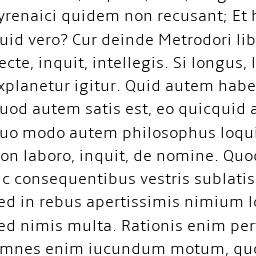 yrenaici quidem non recusant; Et
uid vero? Cur deinde Metrodori lib
ecte, inquit, intellegis. Si longus,
xplanetur igitur. Quid autem habe
uod autem satis est, eo quicquid a
uo modo autem philosophus loqui
on laboro, inquit, de nomine. Quo
c consequentibus vestris sublatis
ed in rebus apertissimis nimium
ed nimis multa. Rationis enim per
mnes enim iucundum motum, qu